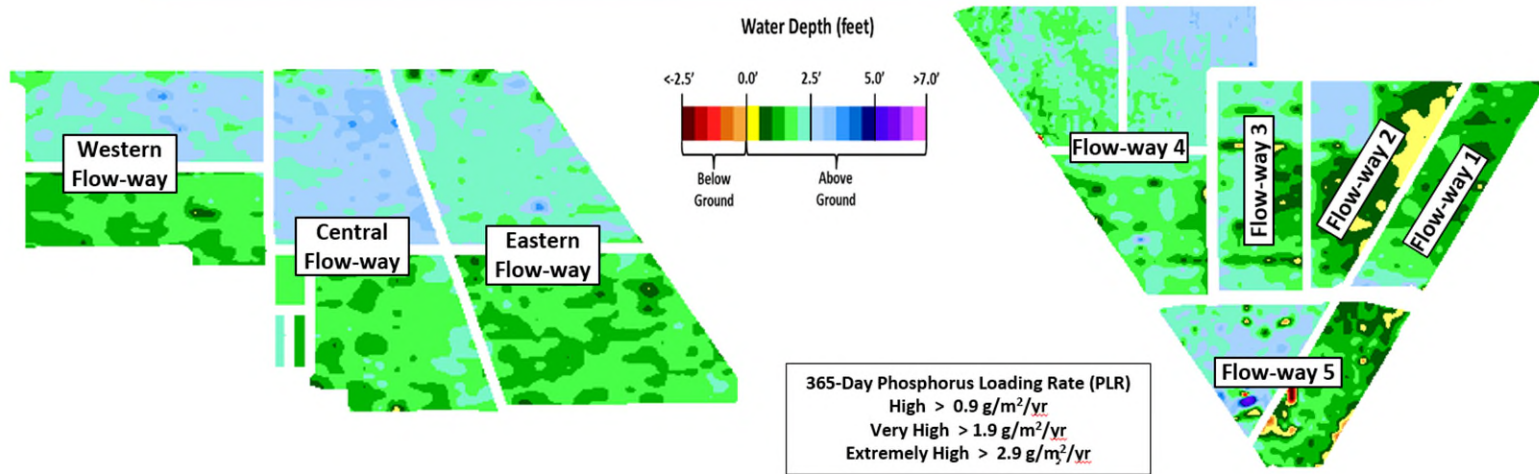 Water Depth (feet)
<-2.5' 0.0' 2.5' 5.0' >7.0'
Below
Ground
Above
Ground
Western
Flow-way
Central
Flow-way
Eastern
Flow-way
Flow-way 4
Flow-way 3
Flow-way 2
Flow-way 1
Flow-way 5
365-Day Phosphorus Loading Rate (PLR)
High > 0.9 g/m²/yr
Very High > 1.9 g/m²/yr
Extremely High > 2.9 g/m²/yr